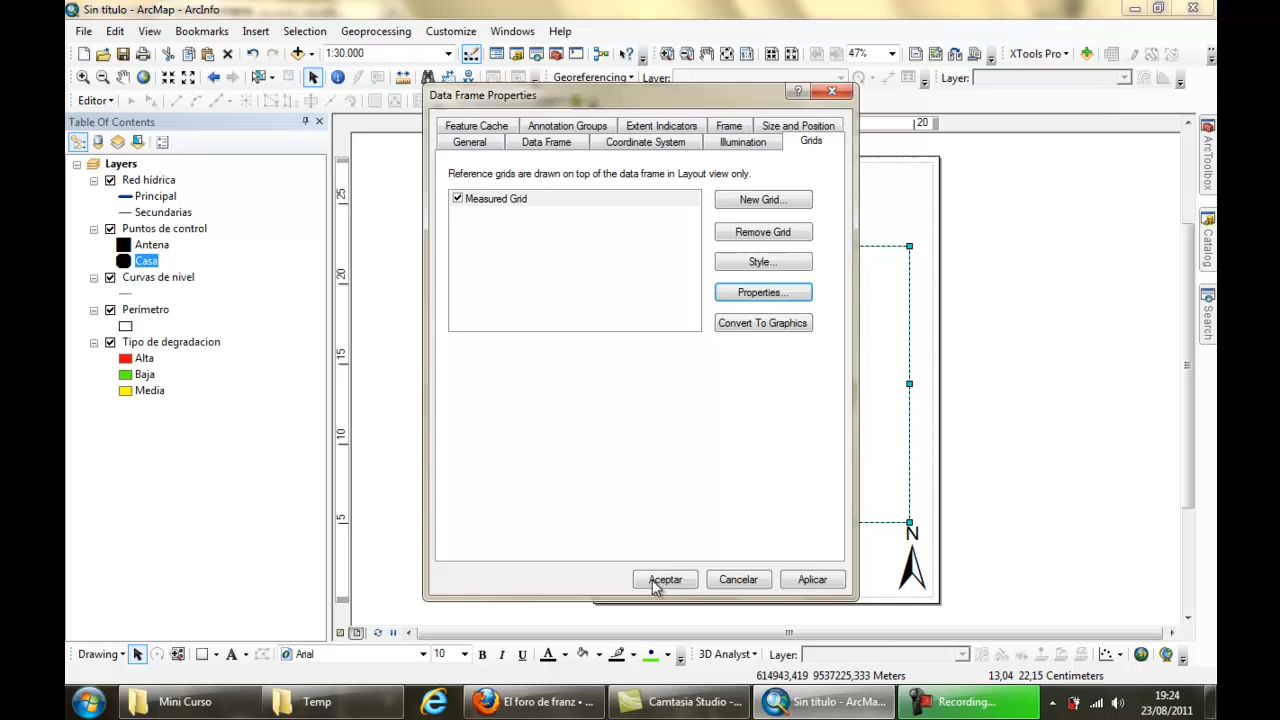 Sin título - ArcMap - ArcInfo
File Edit View Bookmarks Insert Selection Geoprocessing Customize Windows Help
1:30.000 47% XTools Pro
Georeferencing Layer: Layer:
Editor
Table Of Contents
Layers
Red hídrica
Principal
Secundarias
Puntos de control
Antena
Casa
Curvas de nivel
Perímetro
Tipo de degradacion
Alta
Baja
Media
Data Frame Properties
Feature Cache Annotation Groups Extent Indicators Frame Size and Position
General Data Frame Coordinate System Illumination Grids
Reference grids are drawn on top of the data frame in Layout view only.
Measured Grid
New Grid...
Remove Grid
Style...
Properties...
Convert To Graphics
Aceptar Cancelar Aplicar
20
25
20
15
10
5
N
ArcToolbox
Catalog
Search
Drawing Arial 10 B I U A 3D Analyst Layer:
614943,419 9537225,333 Meters 13,04 22,15 Centimeters
Mini Curso Temp El foro de franz • ... Camtasia Studio -... Sin título - ArcMa... Recording...
19:24
23/08/2011